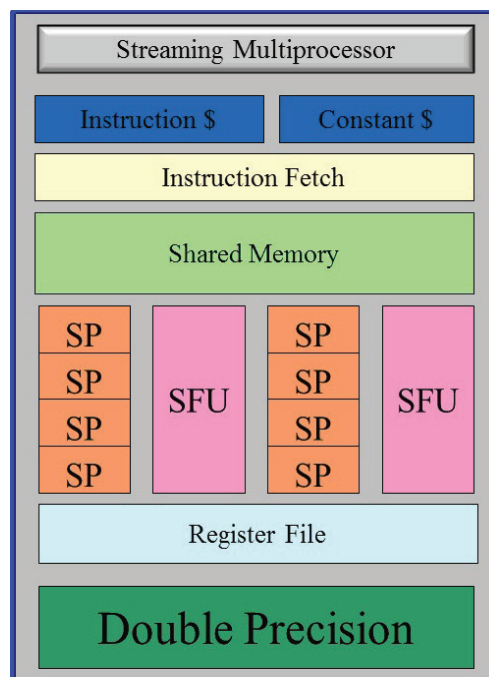 Streaming Multiprocessor
Instruction $ Constant $
Instruction Fetch
Shared Memory
SP SP
SP SP
SFU SFU
SP SP
SP SP
Register File
Double Precision